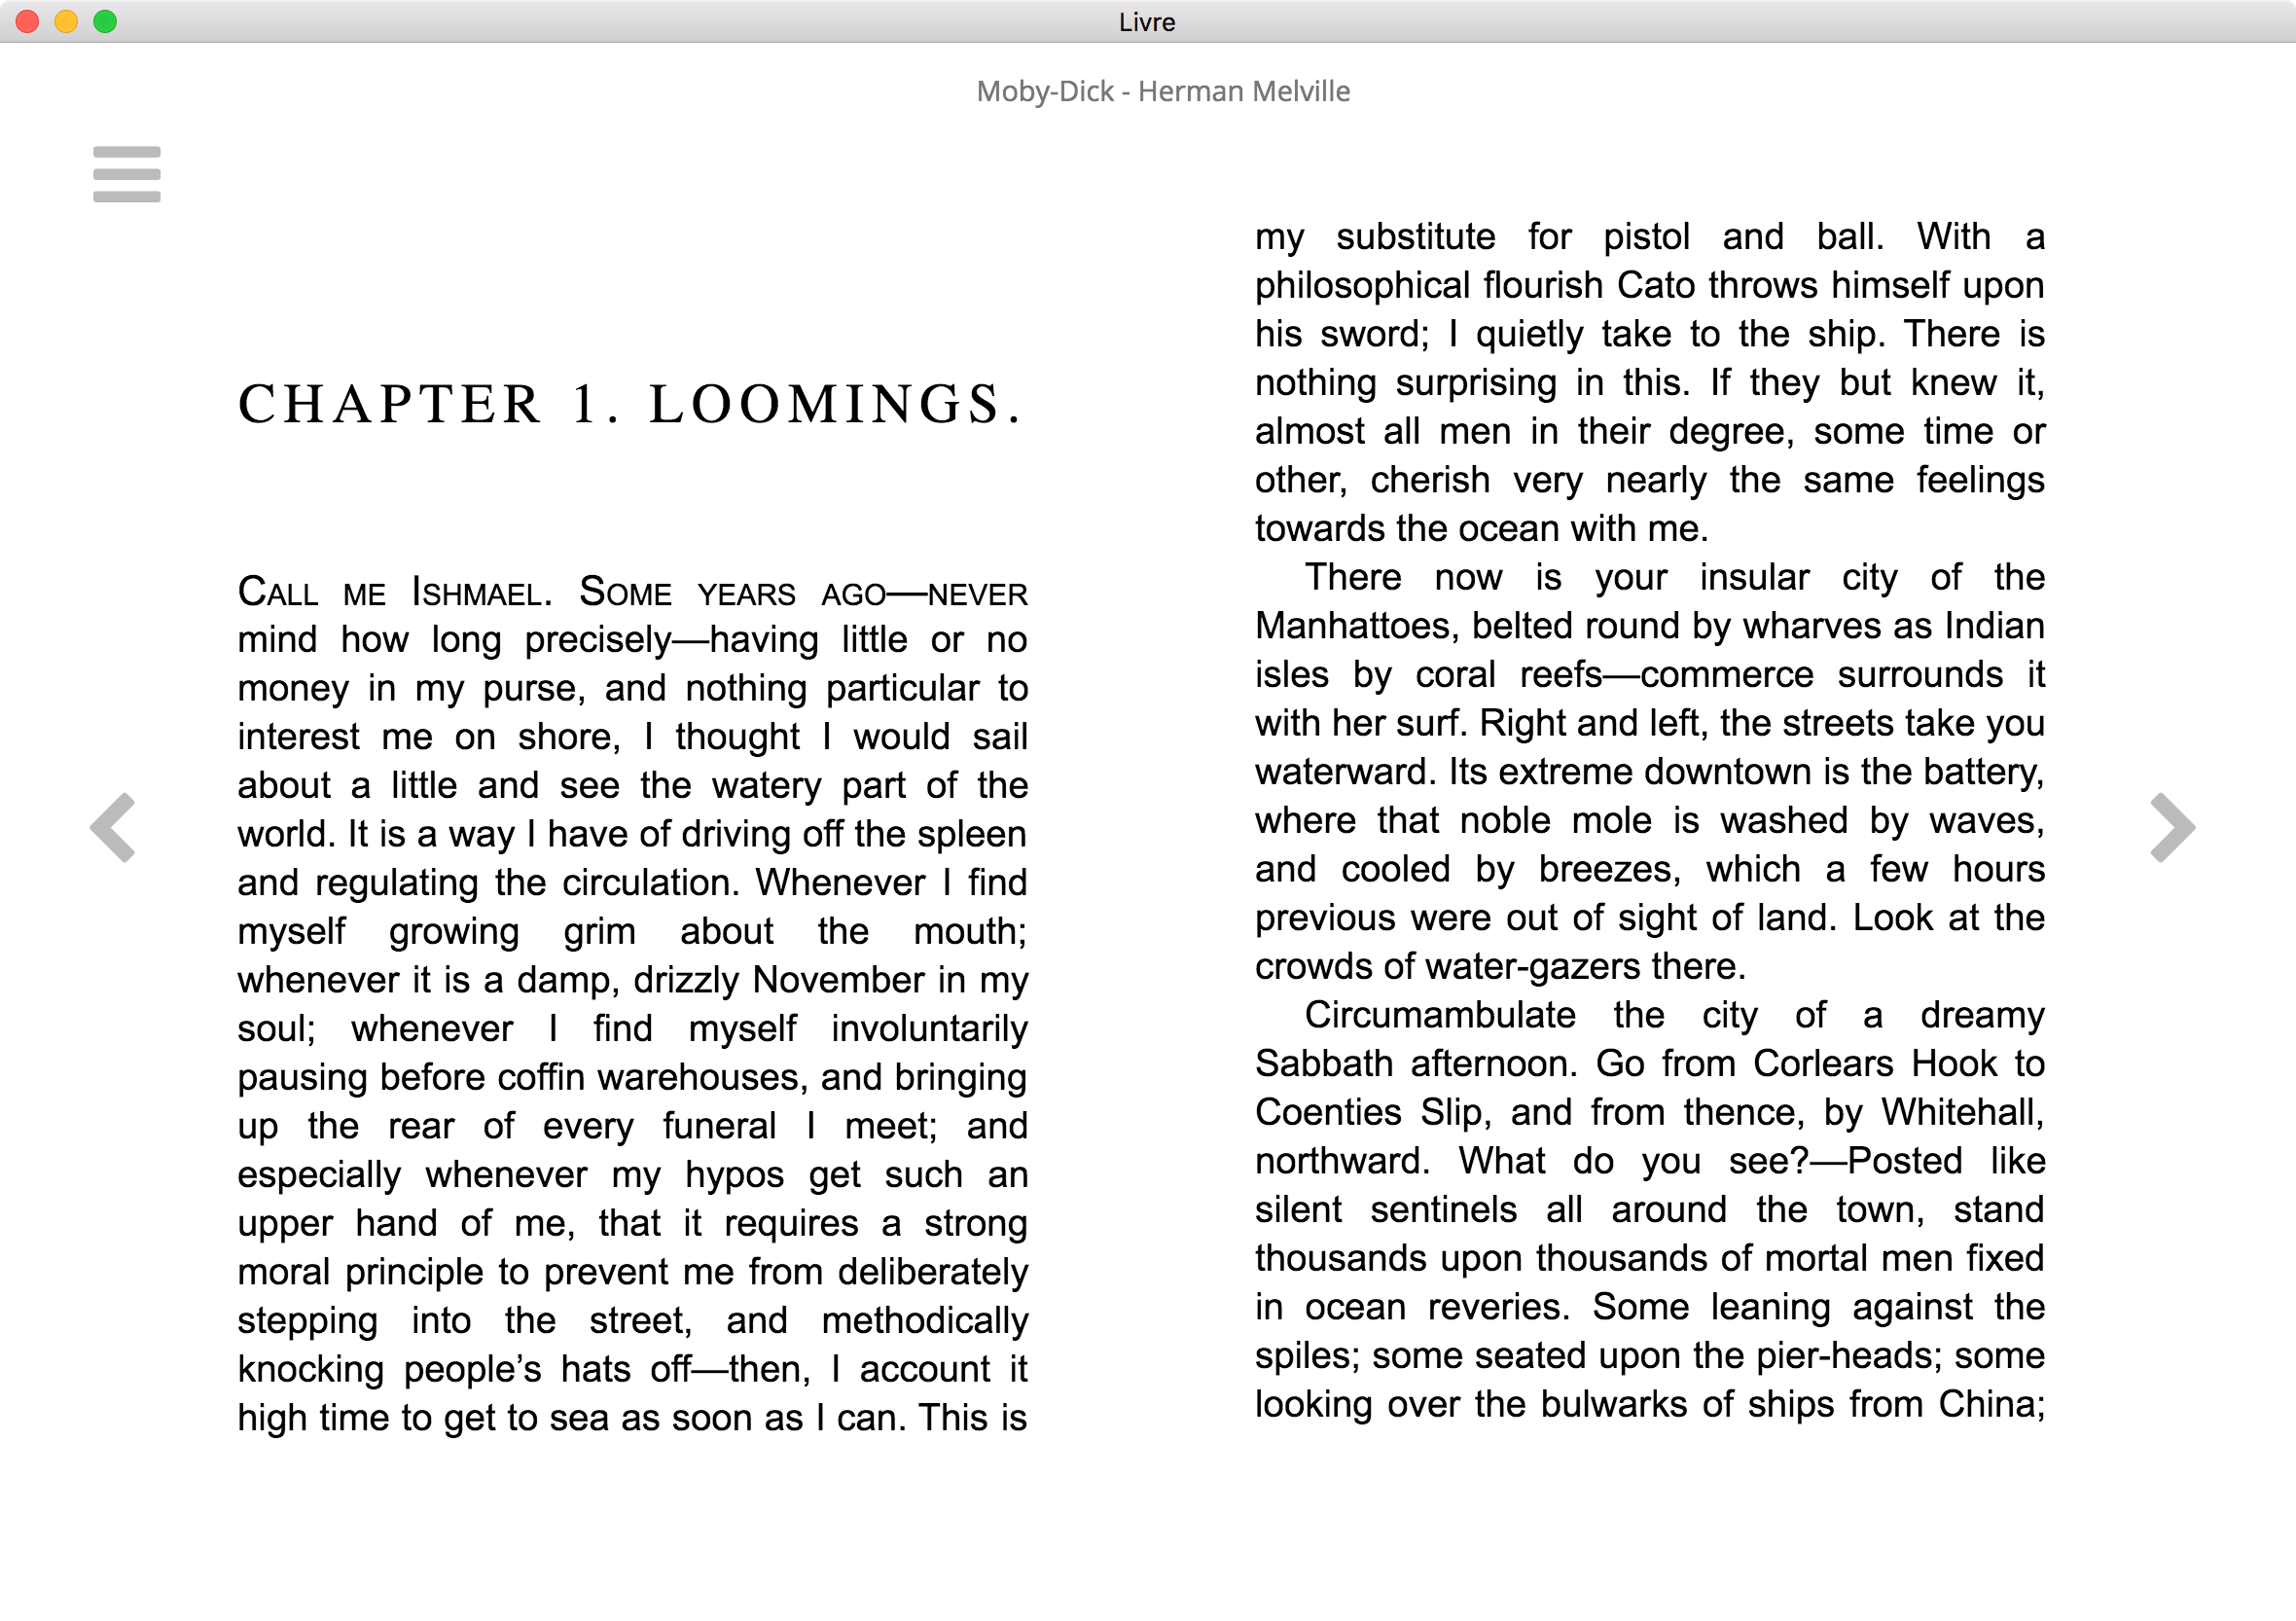 Livre
Moby-Dick - Herman Melville
CHAPTER 1. LOOMINGS.
CALL ME ISHMAEL. SOME YEARS AGO—NEVER
mind how long precisely—having little or no
money in my purse, and nothing particular to
interest me on shore, I thought I would sail
about a little and see the watery part of the
world. It is a way I have of driving off the spleen
and regulating the circulation. Whenever I find
myself growing grim about the mouth;
whenever it is a damp, drizzly November in my
soul; whenever I find myself involuntarily
pausing before coffin warehouses, and bringing
up the rear of every funeral I meet; and
especially whenever my hypos get such an
upper hand of me, that it requires a strong
moral principle to prevent me from deliberately
stepping into the street, and methodically
knocking people’s hats off—then, I account it
high time to get to sea as soon as I can. This is
my substitute for pistol and ball. With a
philosophical flourish Cato throws himself upon
his sword; I quietly take to the ship. There is
nothing surprising in this. If they but knew it,
almost all men in their degree, some time or
other, cherish very nearly the same feelings
towards the ocean with me.
There now is your insular city of the
Manhattoes, belted round by wharves as Indian
isles by coral reefs—commerce surrounds it
with her surf. Right and left, the streets take you
waterward. Its extreme downtown is the battery,
where that noble mole is washed by waves,
and cooled by breezes, which a few hours
previous were out of sight of land. Look at the
crowds of water-gazers there.
Circumambulate the city of a dreamy
Sabbath afternoon. Go from Corlears Hook to
Coenties Slip, and from thence, by Whitehall,
northward. What do you see?—Posted like
silent sentinels all around the town, stand
thousands upon thousands of mortal men fixed
in ocean reveries. Some leaning against the
spiles; some seated upon the pier-heads; some
looking over the bulwarks of ships from China;